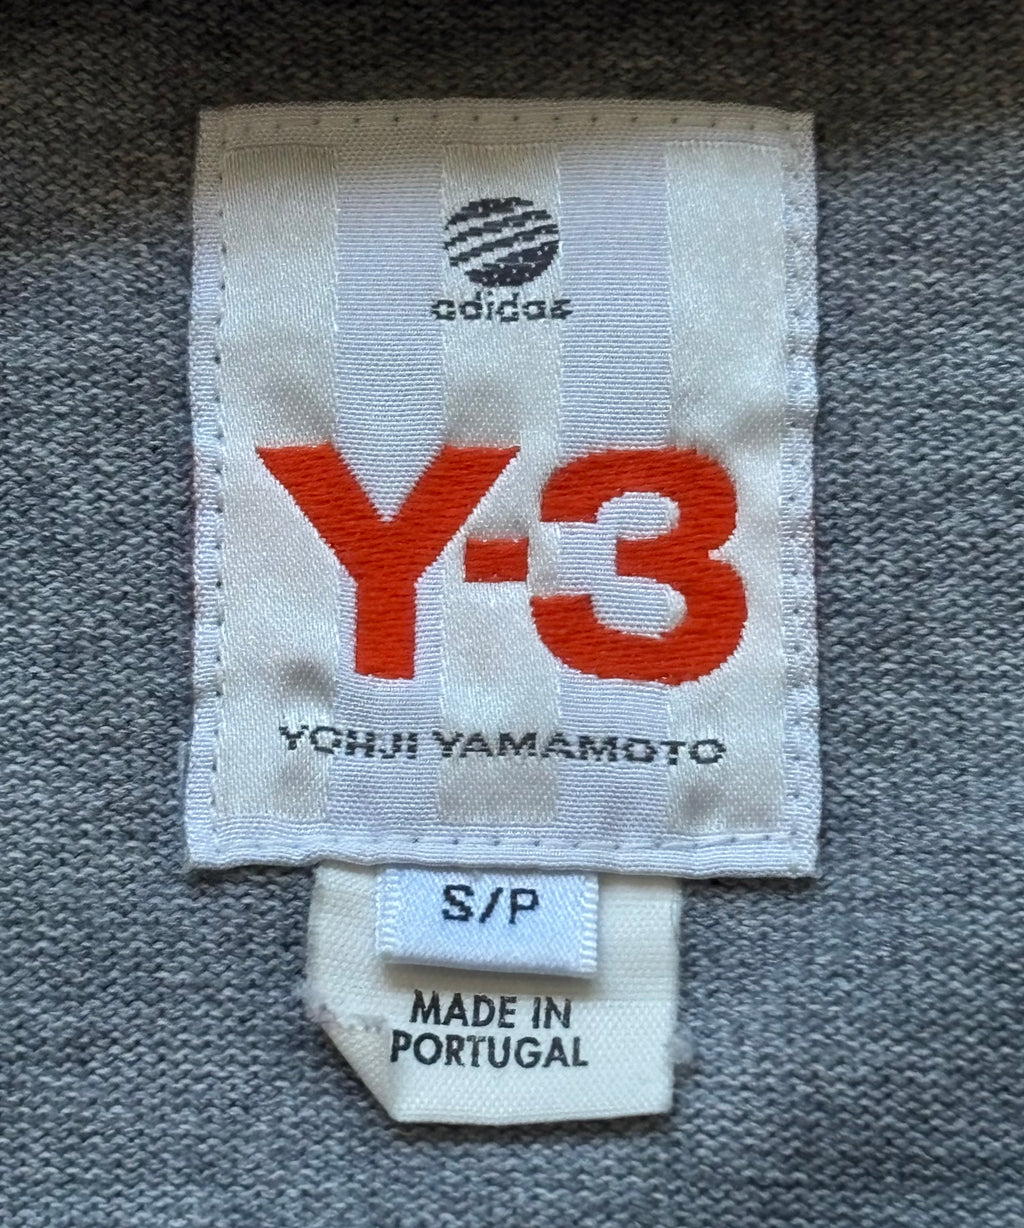 adidas
Y-3
YOHJI YAMAMOTO
S/P
MADE IN
PORTUGAL